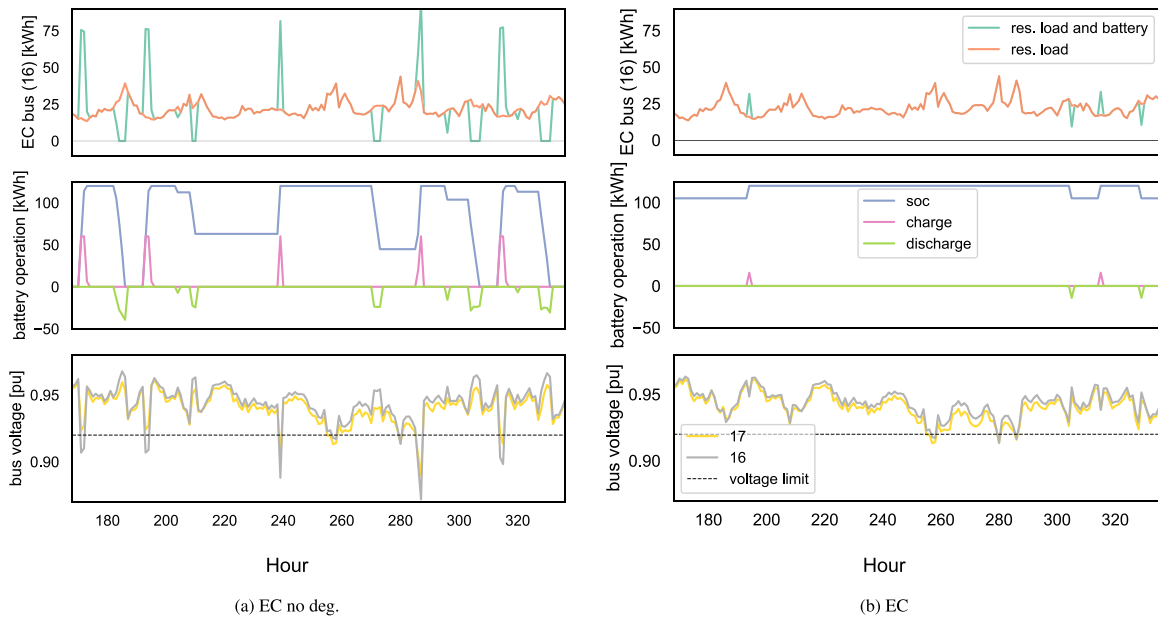 EC bus (16) [kWh]
75
50
25
0
battery operation [kWh]
100
50
0
−50
bus voltage [pu]
0.95
0.90
180 200 220 240 260 280 300 320
Hour
(a) EC no deg.
EC bus (16) [kWh]
75
50
25
0
res. load and battery
res. load
battery operation [kWh]
100
50
0
−50
soc
charge
discharge
bus voltage [pu]
0.95
0.90
17
16
voltage limit
180 200 220 240 260 280 300 320
Hour
(b) EC